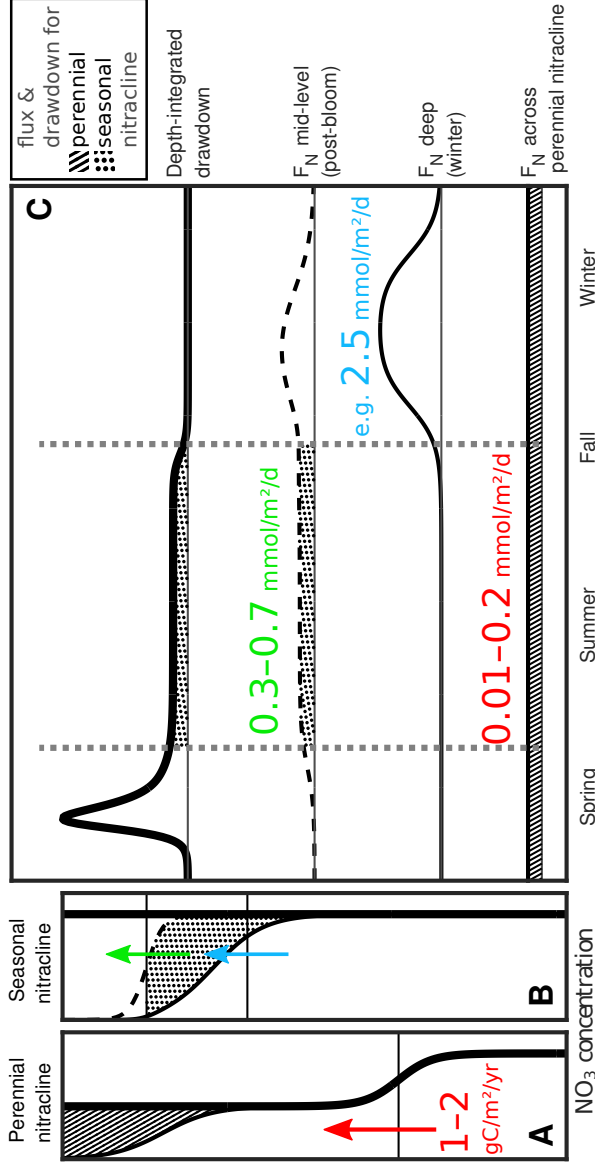 flux &
drawdown for
perennial
seasonal
nitracline
Perennial
nitracline
1–2
gC/m²/yr
A
Seasonal
nitracline
B
NO₃ concentration
C
Depth-integrated
drawdown
F_N mid-level
(post-bloom)
F_N deep
(winter)
F_N across
perennial nitracline
0.3–0.7 mmol/m²/d
e.g. 2.5 mmol/m²/d
0.01–0.2 mmol/m²/d
Spring
Summer
Fall
Winter